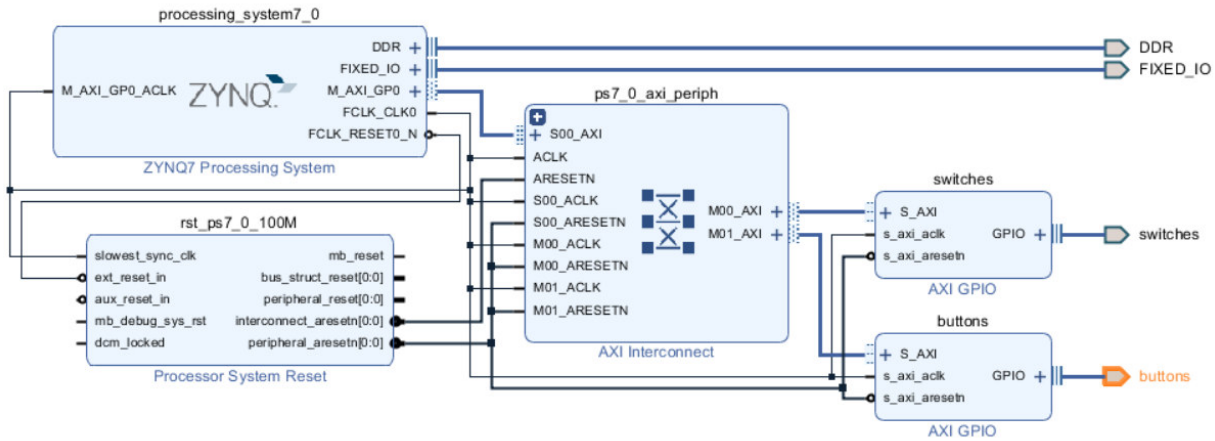 processing_system7_0
DDR
FIXED_IO
M_AXI_GP0_ACLK
ZYNQ
M_AXI_GP0
FCLK_CLK0
FCLK_RESET0_N
ZYNQ7 Processing System
DDR
FIXED_IO
rst_ps7_0_100M
slowest_sync_clk
mb_reset
ext_reset_in
bus_struct_reset[0:0]
aux_reset_in
peripheral_reset[0:0]
mb_debug_sys_rst
interconnect_aresetn[0:0]
dcm_locked
peripheral_aresetn[0:0]
Processor System Reset
ps7_0_axi_periph
S00_AXI
ACLK
ARESETN
S00_ACLK
S00_ARESETN
M00_ACLK
M00_ARESETN
M01_ACLK
M01_ARESETN
M00_AXI
M01_AXI
AXI Interconnect
switches
S_AXI
s_axi_aclk
s_axi_aresetn
GPIO
AXI GPIO
switches
buttons
S_AXI
s_axi_aclk
s_axi_aresetn
GPIO
AXI GPIO
buttons